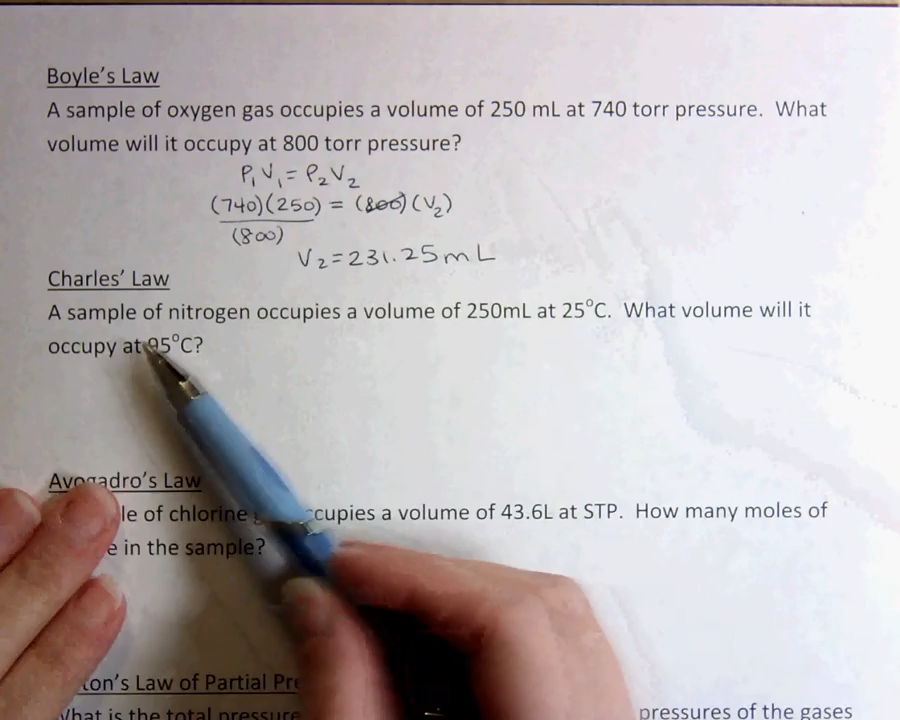 Boyle's Law
A sample of oxygen gas occupies a volume of 250 mL at 740 torr pressure. What
volume will it occupy at 800 torr pressure?
P₁V₁ = P₂V₂
(740)(250) = (800)(V₂)
(800)
V₂ = 231.25 mL
Charles' Law
A sample of nitrogen occupies a volume of 250mL at 25°C. What volume will it
occupy at 95°C?
Avogadro's Law
of chlorine occupies a volume of 43.6L at STP. How many moles of
in the sample?
Law of Partial
What is the total pressure pressures of the gases